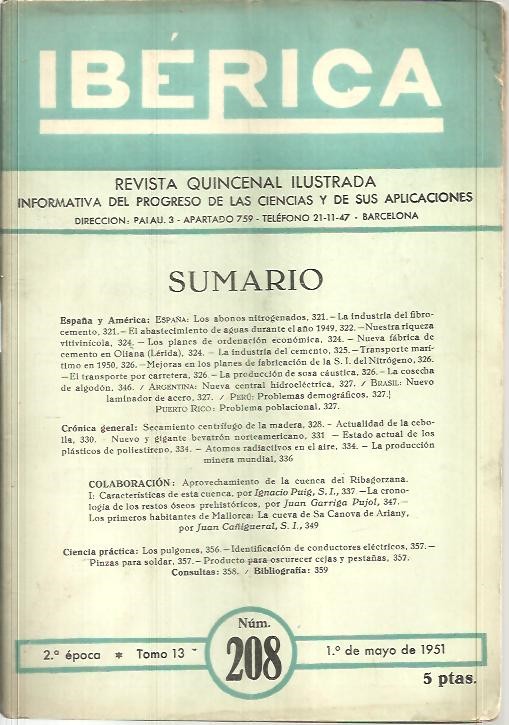 IBÉRICA
REVISTA QUINCENAL ILUSTRADA
INFORMATIVA DEL PROGRESO DE LAS CIENCIAS Y DE SUS APLICACIONES
DIRECCION: PALAU. 3 - APARTADO 759 - TELÉFONO 21-11-47 - BARCELONA
SUMARIO
España y América: ESPAÑA: Los abonos nitrogenados, 321.—La industria del fibro-
cemento, 321.—El abastecimiento de aguas durante el año 1949, 322.—Nuestra riqueza
vitivinícola, 324.—Los planes de ordenación económica, 324.—Nueva fábrica de
cemento en Oliana (Lérida), 324.—La industria del cemento, 325.—Transporte marí-
timo en 1950, 326.—Mejoras en los planes de fabricación de la S. I. del Nitrógeno, 326.
—El transporte por carretera, 326.—La producción de sosa cáustica, 326.—La cosecha
de algodón, 346. / ARGENTINA: Nueva central hidroeléctrica, 327. / BRASIL: Nuevo
laminador de acero, 327. / PERÚ: Problemas demográficos, 327./
PUERTO RICO: Problema poblacional, 327.
Crónica general: Secamiento centrífugo de la madera, 328.- Actualidad de la cebo-
lla, 330. - Nuevo y gigante bevatrón norteamericano, 331 — Estado actual de los
plásticos de poliestireno, 334.—Atomos radiactivos en el aire, 334.—La producción
minera mundial, 336
COLABORACIÓN: Aprovechamiento de la cuenca del Ribagorzana.
I: Características de esta cuenca, por Ignacio Puig, S. I., 337.—La crono-
logía de los restos óseos prehistóricos, por Juan Garriga Pujol, 347.—
Los primeros habitantes de Mallorca: La cueva de Sa Canova de Ariany,
por Juan Cañigueral, S. I., 349
Ciencia práctica: Los pulgones, 356.—Identificación de conductores eléctricos, 357.—
Pinzas para soldar, 357.—Producto para oscurecer cejas y pestañas, 357.
Consultas: 358. / Bibliografía: 359
Núm.
2.ª época * Tomo 13 - 208 1.º de mayo de 1951
5 ptas.